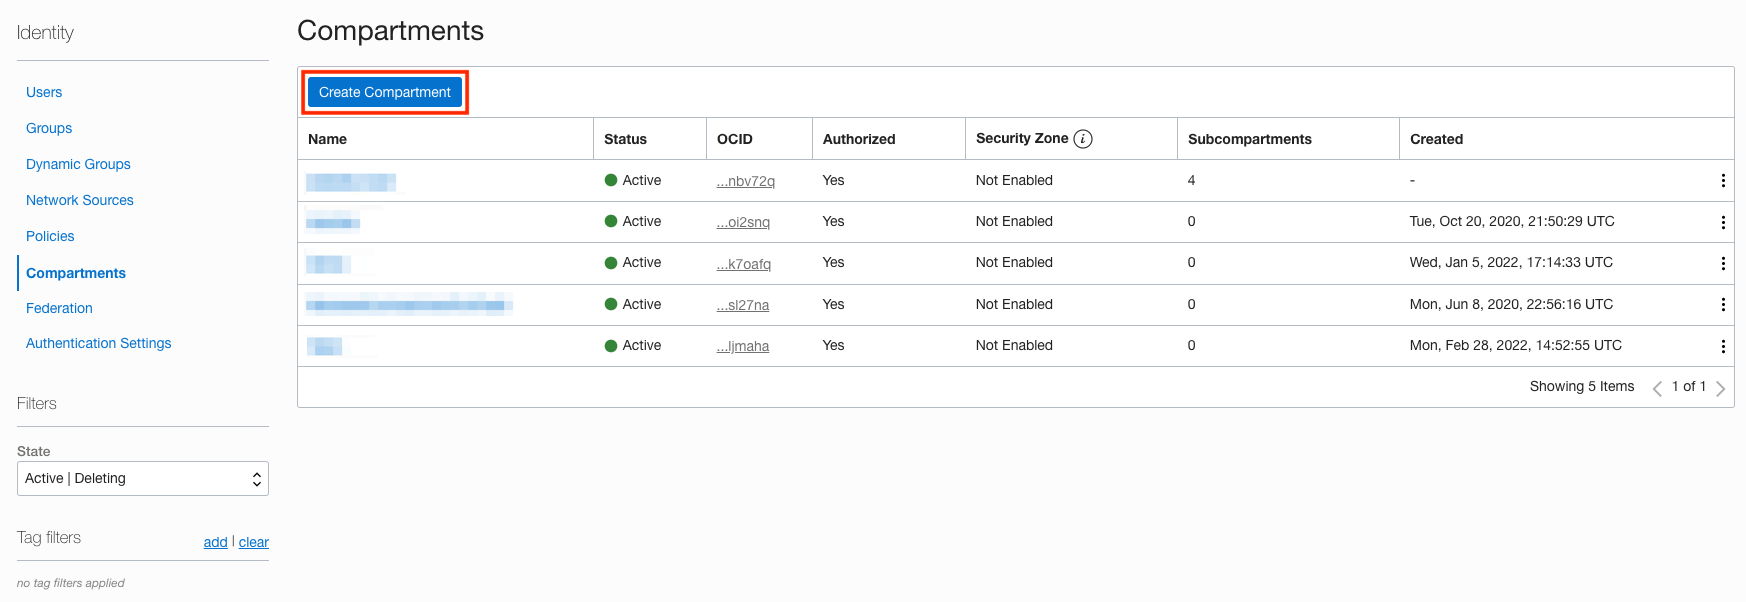 Identity
Users
Groups
Dynamic Groups
Network Sources
Policies
Compartments
Federation
Authentication Settings
Filters
State
Active | Deleting
Tag filters
add | clear
no tag filters applied
Compartments
Create Compartment
Name Status OCID Authorized Security Zone i Subcompartments Created
Active ...nbv72q Yes Not Enabled 4 -
Active ...oi2snq Yes Not Enabled 0 Tue, Oct 20, 2020, 21:50:29 UTC
Active ...k7oafq Yes Not Enabled 0 Wed, Jan 5, 2022, 17:14:33 UTC
Active ...sl27na Yes Not Enabled 0 Mon, Jun 8, 2020, 22:56:16 UTC
Active ...ljmaha Yes Not Enabled 0 Mon, Feb 28, 2022, 14:52:55 UTC
Showing 5 Items < 1 of 1 >